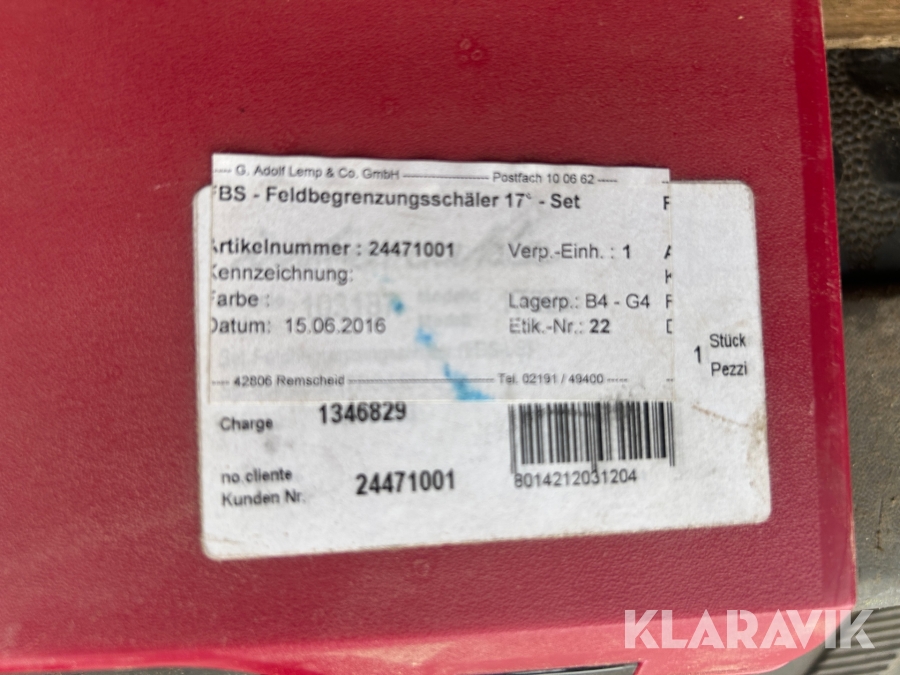 G. Adolf Lemp & Co. GmbH Postfach 10 06 62
FBS - Feldbegrenzungsschäler 17° - Set F
Artikelnummer : 24471001 Verp.-Einh. : 1
Kennzeichnung: K
Farbe : Lagerp.: B4 - G4 F
Datum: 15.06.2016 Etik.-Nr.: 22 D
42806 Remscheid Tel. 02191 / 49400
1 Stück
Pezzi
Charge 1346829
no.cliente
Kunden Nr. 24471001
8014212031204
KLARAVIK